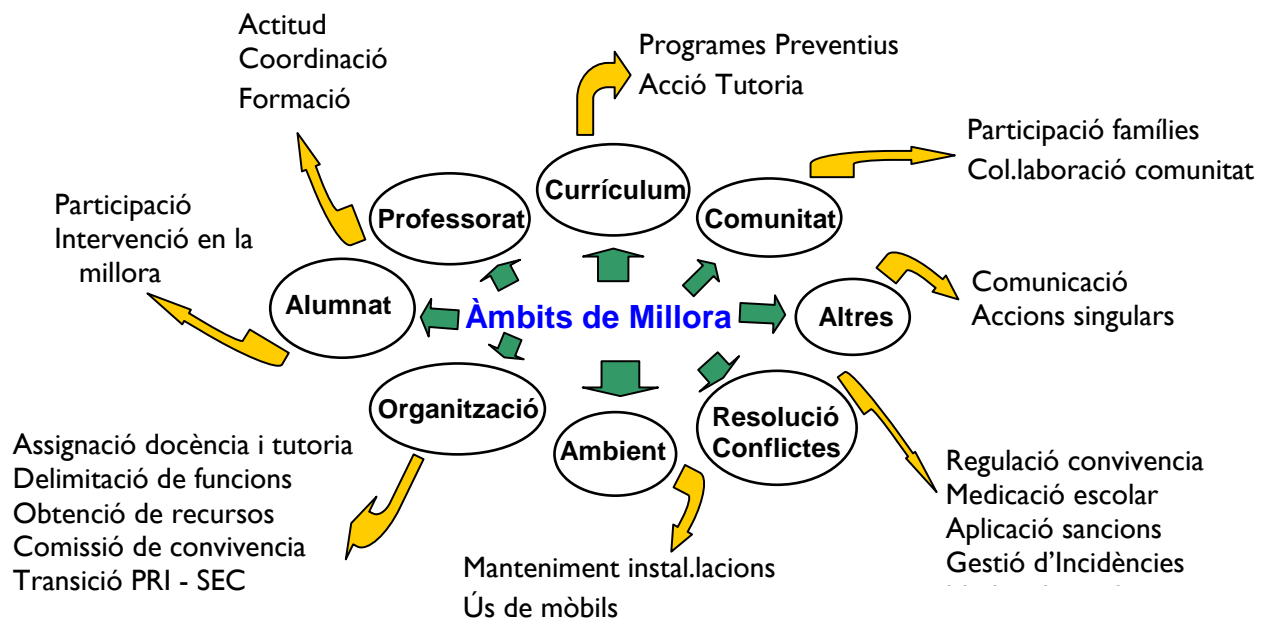 Actitud
Coordinació
Formació
Programes Preventius
Acció Tutoria
Participació famílies
Col.laboració comunitat
Participació
Intervenció en la
millora
Professorat
Currículum
Comunitat
Alumnat
Àmbits de Millora
Altres
Comunicació
Accions singulars
Organització
Ambient
Resolució
Conflictes
Assignació docència i tutoria
Delimitació de funcions
Obtenció de recursos
Comissió de convivencia
Transició PRI - SEC
Manteniment instal.lacions
Ús de mòbils
Regulació convivencia
Medicació escolar
Aplicació sancions
Gestió d'Incidències